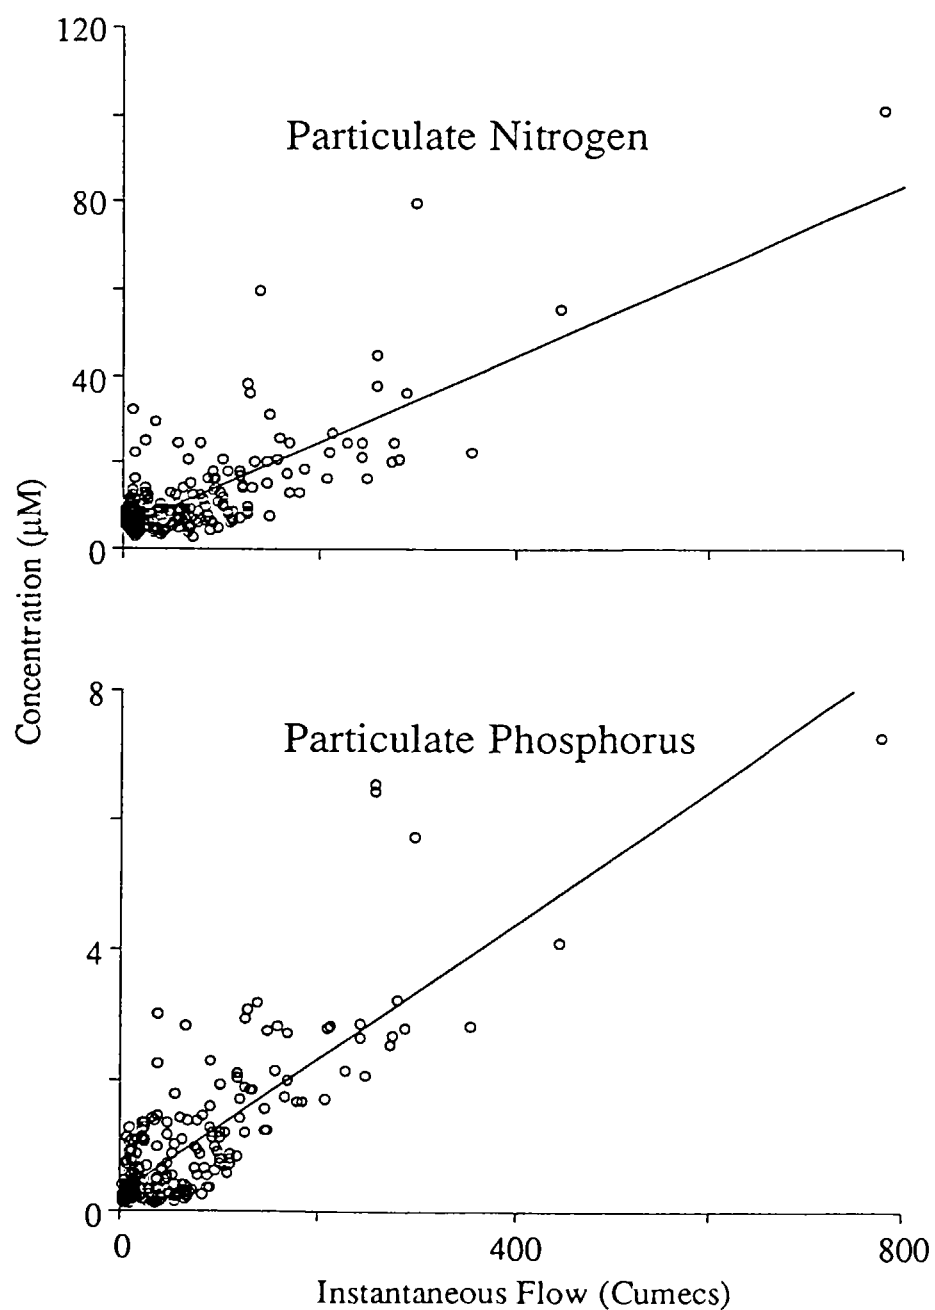 120
Particulate Nitrogen
80
40
0
Concentration (µM)
8
Particulate Phosphorus
4
0
0 400 800
Instantaneous Flow (Cumecs)